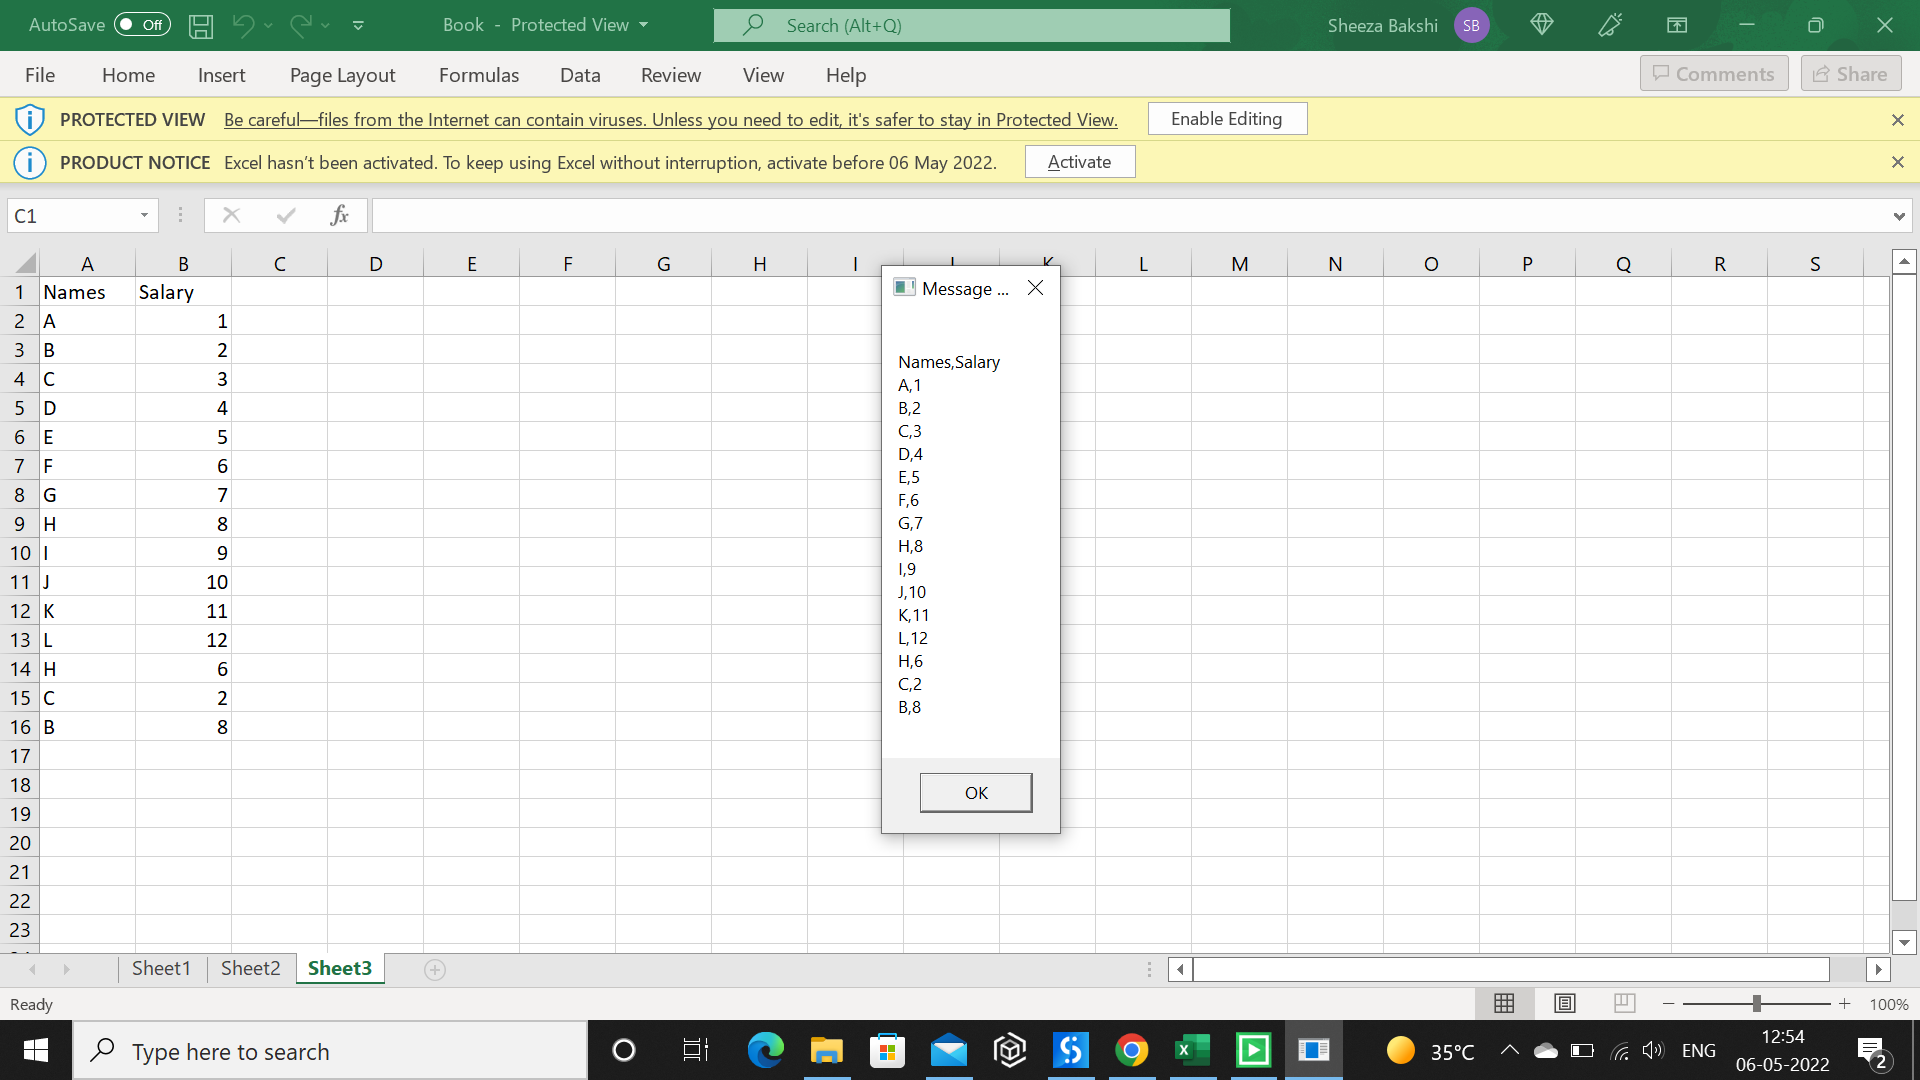 AutoSave Off Book - Protected View Search (Alt+Q) Sheeza Bakshi SB
File Home Insert Page Layout Formulas Data Review View Help Comments Share
PROTECTED VIEW Be careful—files from the Internet can contain viruses. Unless you need to edit, it's safer to stay in Protected View. Enable Editing
PRODUCT NOTICE Excel hasn't been activated. To keep using Excel without interruption, activate before 06 May 2022. Activate
C1 fx
A B C D E F G H I J K L M N O P Q R S
1 Names Salary
2 A 1
3 B 2
4 C 3
5 D 4
6 E 5
7 F 6
8 G 7
9 H 8
10 I 9
11 J 10
12 K 11
13 L 12
14 H 6
15 C 2
16 B 8
17
18
19
20
21
22
23
Message ...
Names,Salary
A,1
B,2
C,3
D,4
E,5
F,6
G,7
H,8
I,9
J,10
K,11
L,12
H,6
C,2
B,8
OK
Sheet1 Sheet2 Sheet3
Ready 100%
Type here to search 35°C ENG 12:54
06-05-2022 2